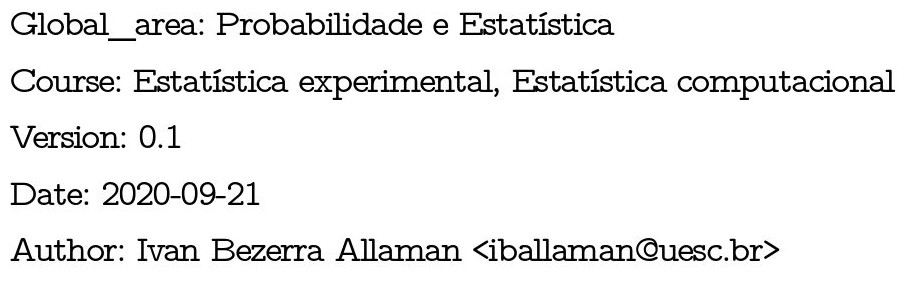 Global_area: Probabilidade e Estatística
Course: Estatística experimental, Estatística computacional
Version: 0.1
Date: 2020-09-21
Author: Ivan Bezerra Allaman <iballaman@uesc.br>